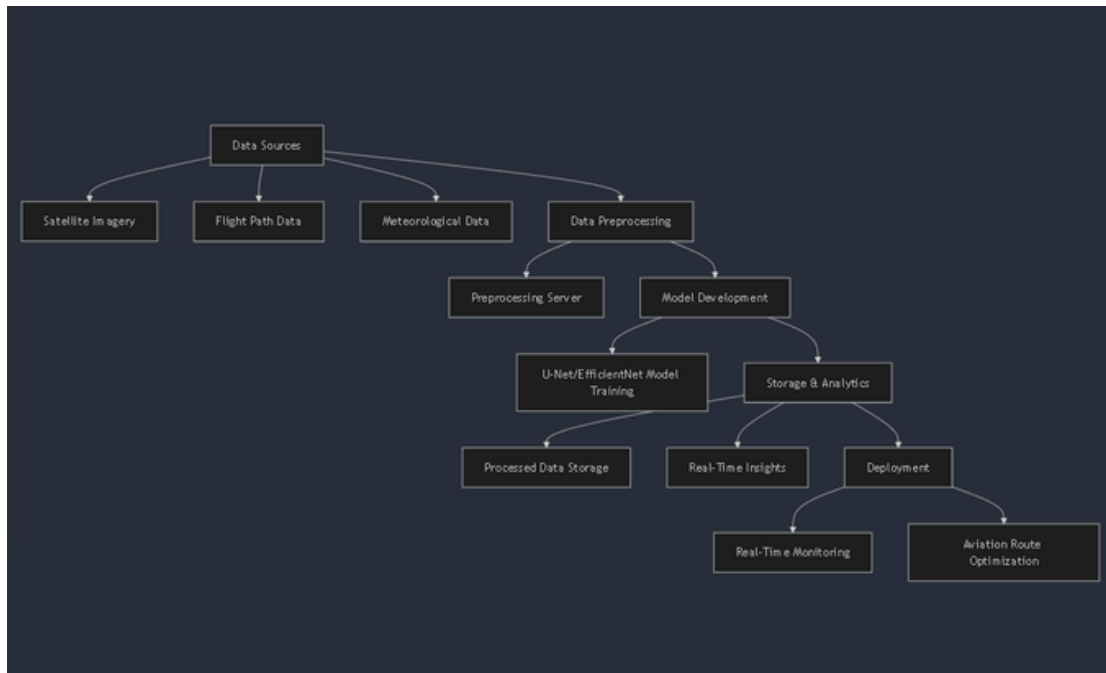 Data Sources
Satellite Imagery
Flight Path Data
Meteorological Data
Data Preprocessing
Preprocessing Server
Model Development
U-Net/EfficientNet Model
Training
Storage & Analytics
Processed Data Storage
Real-Time Insights
Deployment
Real-Time Monitoring
Aviation Route
Optimization